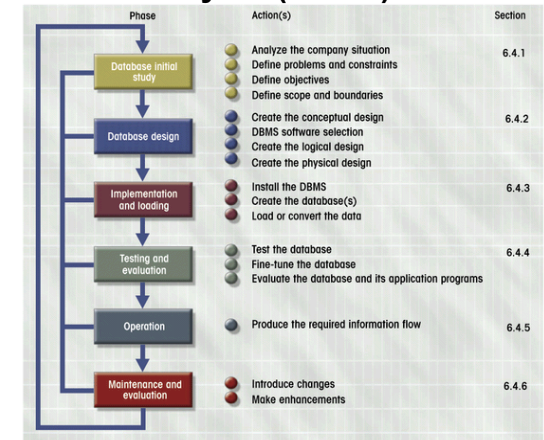 Phase Action(s) Section
Database initial
study
Analyze the company situation
Define problems and constraints
Define objectives
Define scope and boundaries
6.4.1
Database design
Create the conceptual design
DBMS software selection
Create the logical design
Create the physical design
6.4.2
Implementation
and loading
Install the DBMS
Create the database(s)
Load or convert the data
6.4.3
Testing and
evaluation
Test the database
Fine-tune the database
Evaluate the database and its application programs
6.4.4
Operation
Produce the required information flow
6.4.5
Maintenance and
evaluation
Introduce changes
Make enhancements
6.4.6